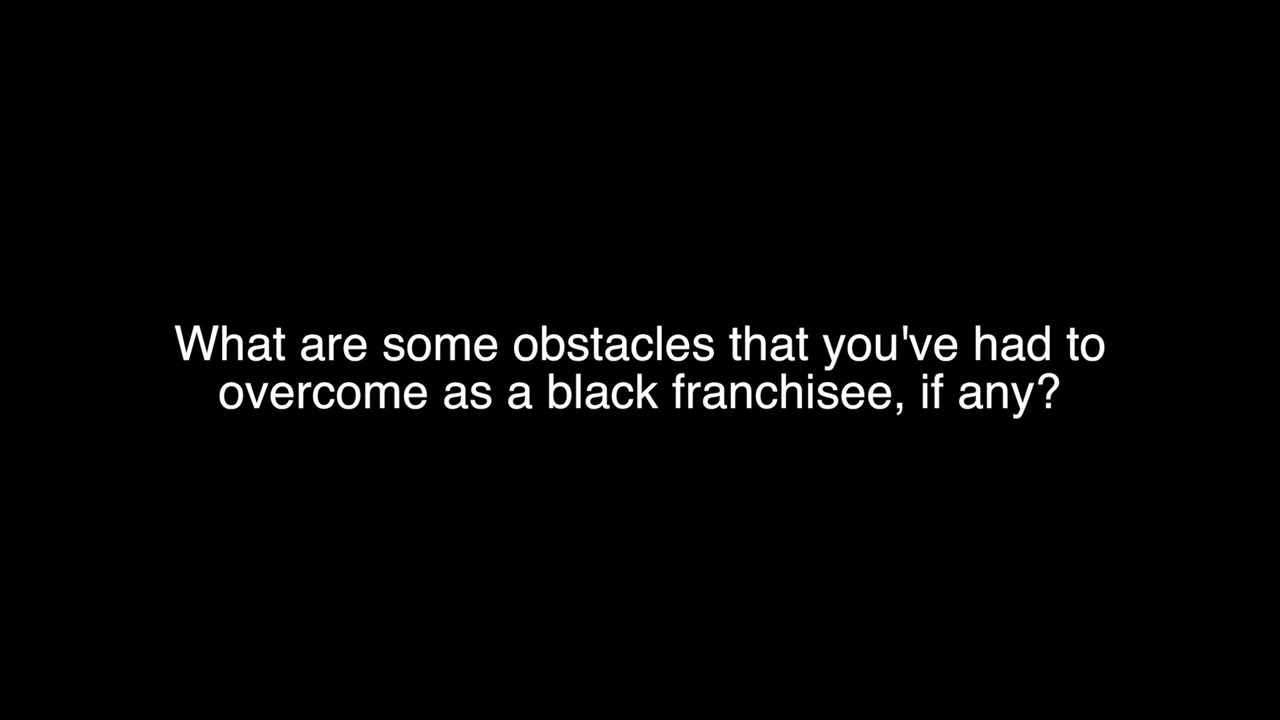 What are some obstacles that you've had to
overcome as a black franchisee, if any?